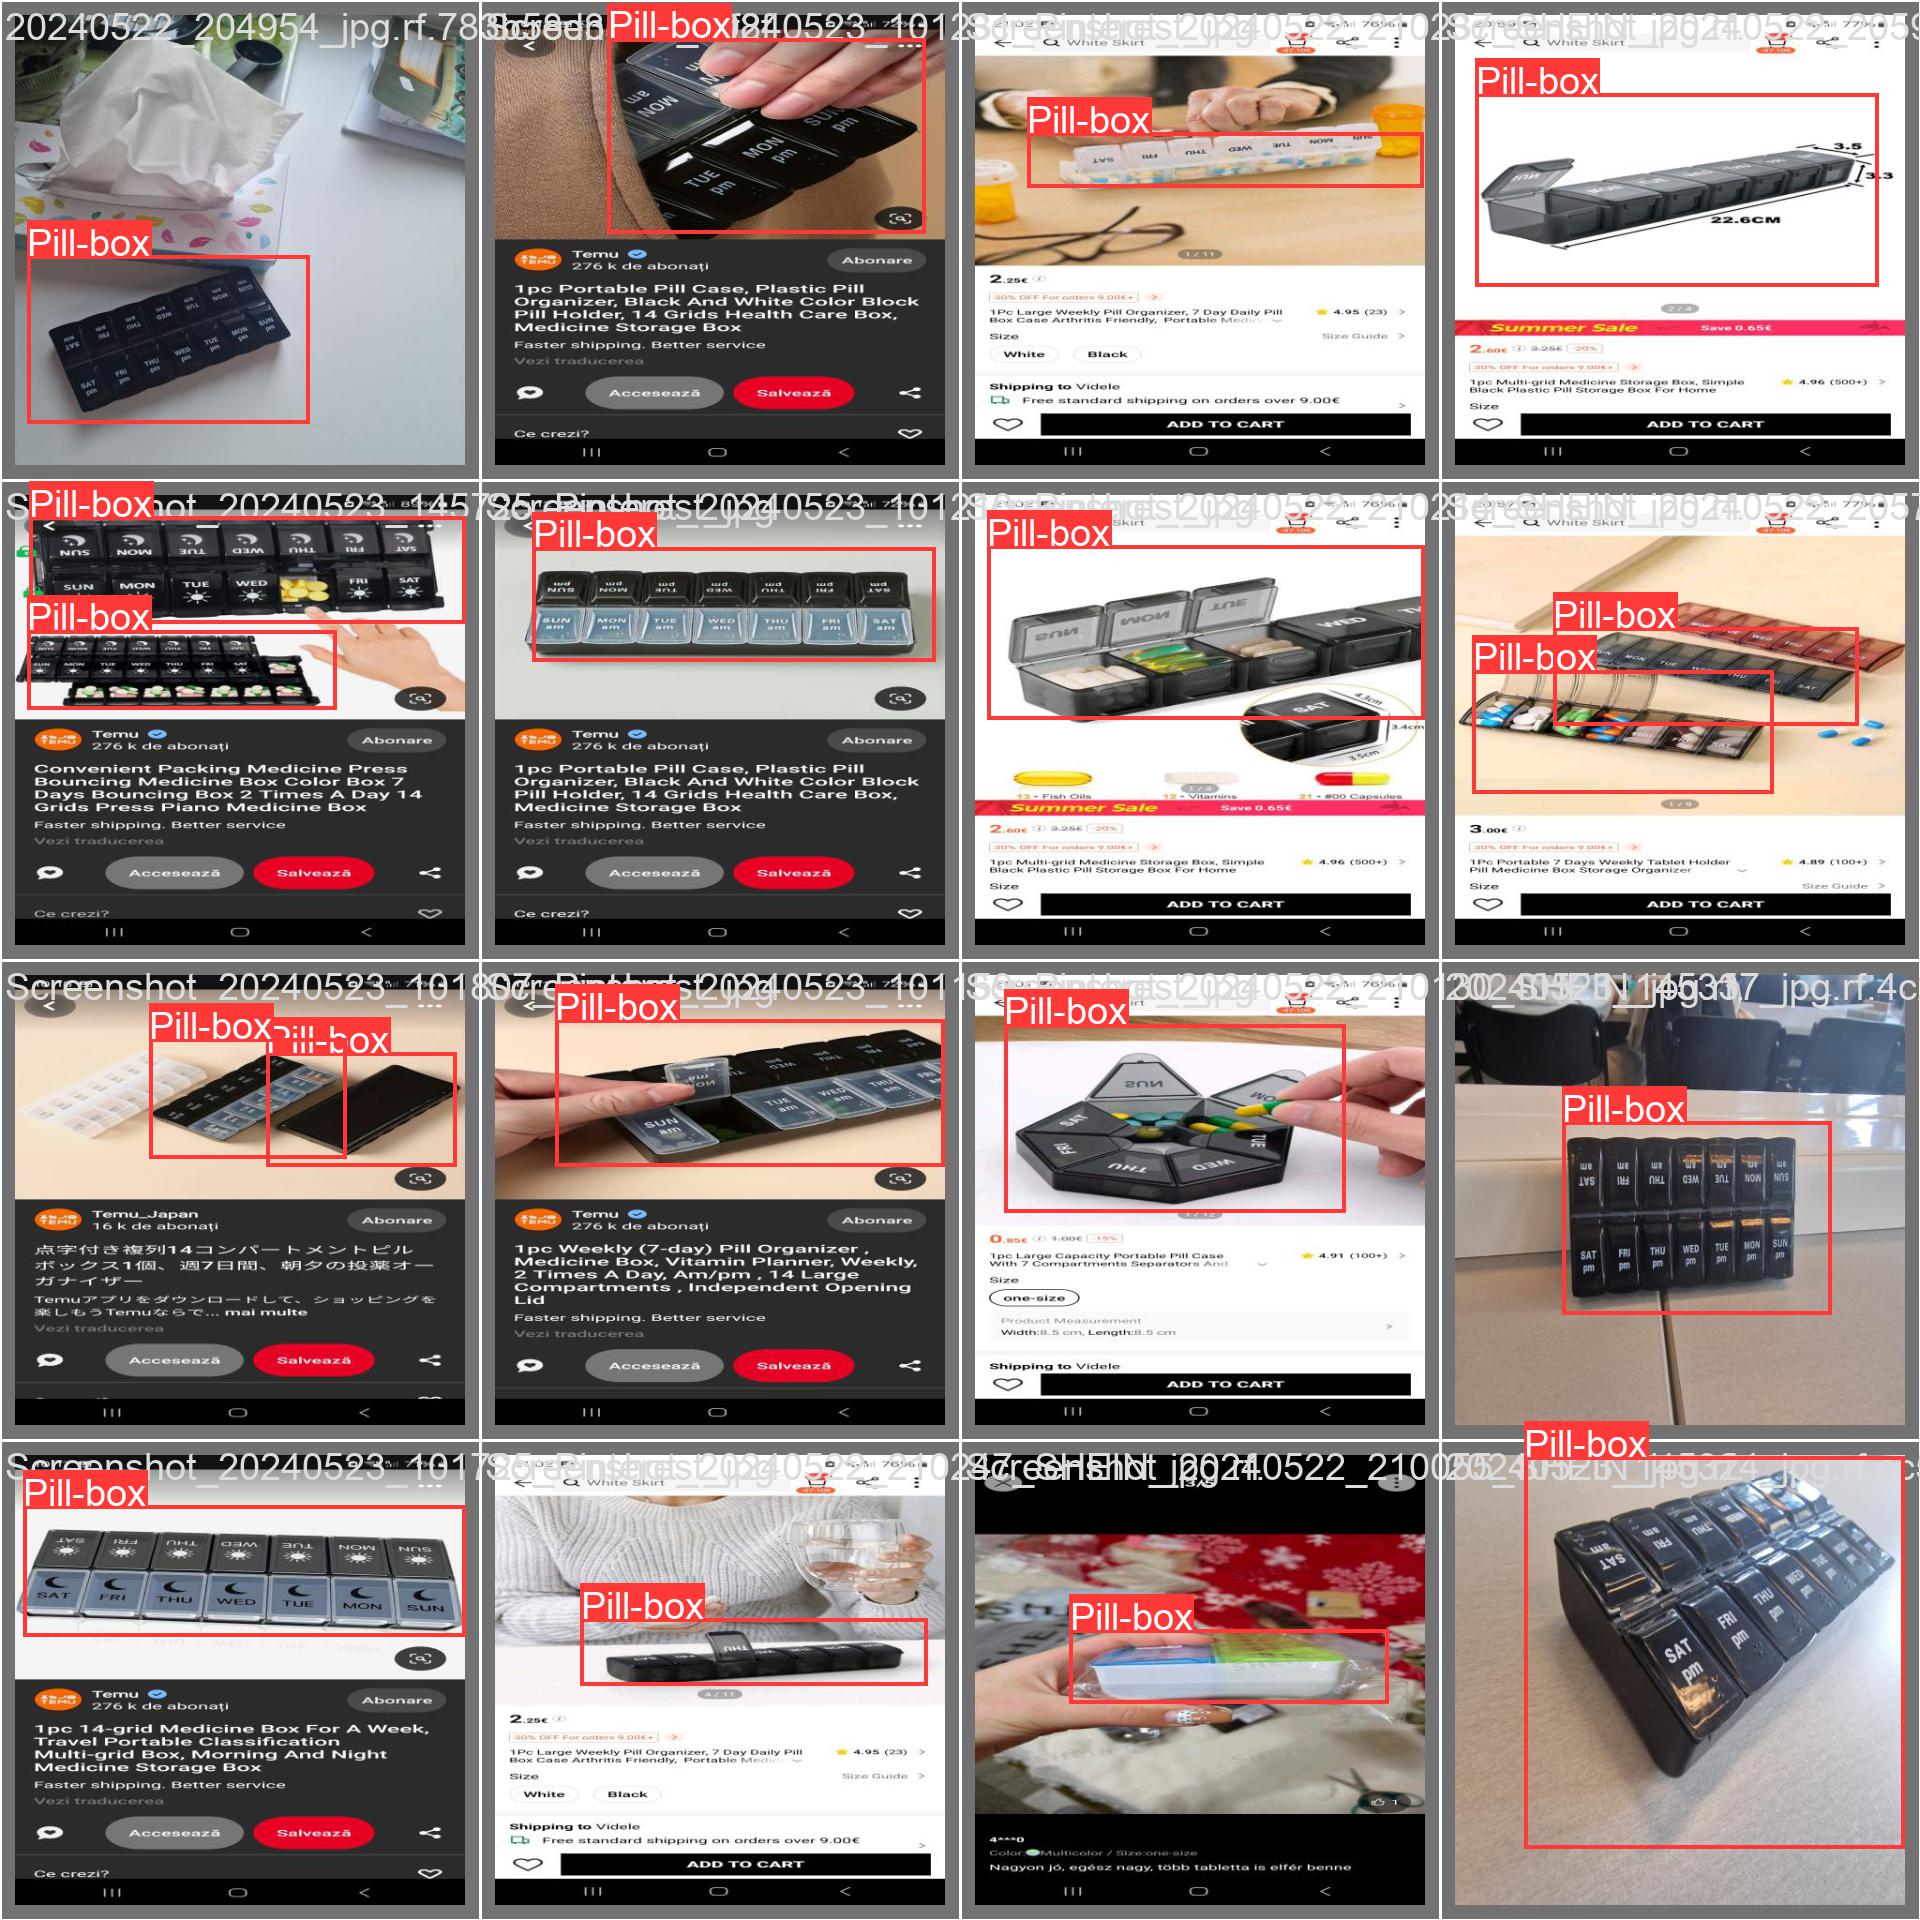 20240522_204954_jpg.rf.783
Pill-box
SUN am
MON am
TUE am
WED am
THU am
FRI am
SAT am
SAT pm
FRI pm
THU pm
WED pm
TUE pm
MON pm
SUN pm
Pill-box
MON am
SUN pm
MON pm
TUE pm
Temu
276 k de abonați
Abonare
1pc Portable Pill Case, Plastic Pill
Organizer, Black And White Color Block
Pill Holder, 14 Grids Health Care Box,
Medicine Storage Box
Faster shipping. Better service
Vezi traducerea
Accesează
Salvează
Ce crezi?
White Skirt
Pill-box
SAT FRI THU WED TUE MON SUN
1/11
2.25€
30% OFF For orders 9.00€+
1Pc Large Weekly Pill Organizer, 7 Day Daily Pill
Box Case Arthritis Friendly, Portable Medic
4.95 (23)
Size
Size Guide
White
Black
Shipping to Videle
Free standard shipping on orders over 9.00€
ADD TO CART
White Skirt
Pill-box
SUN
3.5
3.3
22.6CM
2/4
Summer Sale
Save 0.65€
2.60€ 3.25€ -20%
30% OFF For orders 9.00€+
1pc Multi-grid Medicine Storage Box, Simple
Black Plastic Pill Storage Box For Home
4.96 (500+)
Size
ADD TO CART
Pill-box
SUN MON TUE WED THU FRI SAT
SUN MON TUE WED FRI SAT
Pill-box
SUN MON TUE WED THU FRI SAT
Temu
276 k de abonați
Abonare
Convenient Packing Medicine Press
Bouncing Medicine Box Color Box 7
Days Bouncing Box 2 Times A Day 14
Grids Press Piano Medicine Box
Faster shipping. Better service
Vezi traducerea
Accesează
Salvează
Ce crezi?
Pill-box
SUN pm MON pm TUE pm WED pm THU pm FRI pm SAT pm
SUN am MON am TUE am WED am THU am FRI am SAT am
Temu
276 k de abonați
Abonare
1pc Portable Pill Case, Plastic Pill
Organizer, Black And White Color Block
Pill Holder, 14 Grids Health Care Box,
Medicine Storage Box
Faster shipping. Better service
Vezi traducerea
Accesează
Salvează
Ce crezi?
Pill-box
SUN MON TUE WED
SAT
4.3cm
3.4cm
3.5cm
13 • Fish Oils
12 • Vitamins
21 • #00 Capsules
1/4
Summer Sale
Save 0.65€
2.60€ 3.25€ -20%
30% OFF For orders 9.00€+
1pc Multi-grid Medicine Storage Box, Simple
Black Plastic Pill Storage Box For Home
4.96 (500+)
Size
ADD TO CART
White Skirt
Pill-box
Pill-box
MON TUE WED THU FRI
MON TUE WED THU FRI SAT
THU SAT
1/9
3.00€
30% OFF For orders 9.00€+
1Pc Portable 7 Days Weekly Tablet Holder
Pill Medicine Box Storage Organizer
4.89 (100+)
Size
Size Guide
ADD TO CART
Pill-box
Pill-box
Temu_Japan
16 k de abonați
Abonare
点字付き複列14コンパートメントピル
ボックス1個、週7日間、朝夕の投薬オー
ガナイザー
Temuアプリをダウンロードして、ショッピングを
楽しもうTemuならで... mai multe
Vezi traducerea
Accesează
Salvează
Pill-box
MON am
SUN am
TUE am
WED am
THU
FRI
Temu
276 k de abonați
Abonare
1pc Weekly (7-day) Pill Organizer ,
Medicine Box, Vitamin Planner, Weekly,
2 Times A Day, Am/pm , 14 Large
Compartments , Independent Opening
Lid
Faster shipping. Better service
Vezi traducerea
Accesează
Salvează
Pill-box
SUN
MO
SAT
FRI
THU
WED
TUE
1/12
0.85€ 1.00€ -15%
1pc Large Capacity Portable Pill Case
With 7 Compartments Separators And
4.91 (100+)
Size
one-size
Product Measurement
Width:8.5 cm, Length:8.5 cm
Shipping to Videle
ADD TO CART
Pill-box
SAT am FRI am THU am WED am TUE am MON am SUN am
SAT pm FRI pm THU pm WED pm TUE pm MON pm SUN pm
Pill-box
SAT FRI THU WED TUE MON SUN
SAT FRI THU WED TUE MON SUN
Temu
276 k de abonați
Abonare
1pc 14-grid Medicine Box For A Week,
Travel Portable Classification
Multi-grid Box, Morning And Night
Medicine Storage Box
Faster shipping. Better service
Vezi traducerea
Accesează
Salvează
Ce crezi?
White Skirt
Pill-box
THU
4/11
2.25€
30% OFF For orders 9.00€+
1Pc Large Weekly Pill Organizer, 7 Day Daily Pill
Box Case Arthritis Friendly, Portable Medic
4.95 (23)
Size
Size Guide
White
Black
Shipping to Videle
Free standard shipping on orders over 9.00€
ADD TO CART
Pill-box
1
4***0
Color: Multicolor / Size:one-size
Nagyon jó, egész nagy, több tabletta is elfér benne
Pill-box
SAT am
FRI am
THU am
SAT pm
FRI pm
THU pm
WED pm